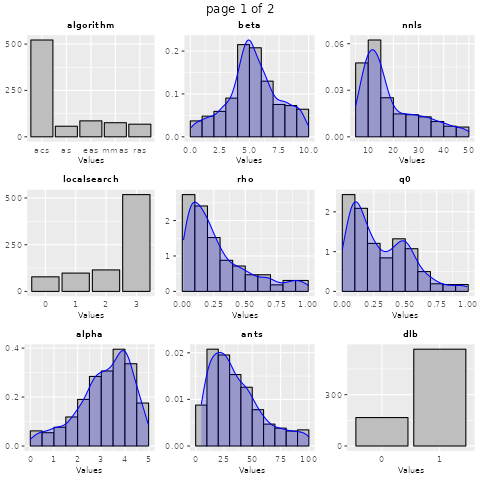 page 1 of 2
algorithm
beta
nnls
500
250
0
acs
as
eas
mmas
ras
Values
0.2
0.1
0.0
0.0
2.5
5.0
7.5
10.0
Values
0.06
0.03
0.00
10
20
30
40
50
Values
localsearch
rho
q0
500
250
0
0
1
2
3
Values
2
1
0
0.00
0.25
0.50
0.75
1.00
Values
2
1
0
0.00
0.25
0.50
0.75
1.00
Values
alpha
ants
dlb
0.4
0.2
0.0
0
1
2
3
4
5
Values
0.02
0.01
0.00
0
25
50
75
100
Values
300
0
0
1
Values